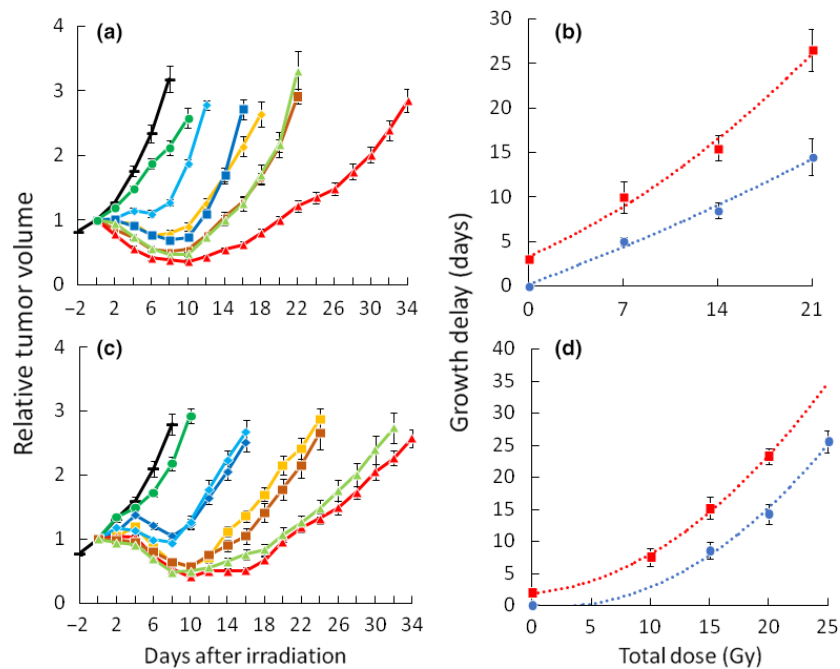 (a)
4
3
2
1
0
−2 2 6 10 14 18 22 26 30 34
(b)
30
25
20
15
10
5
0
0 7 14 21
Relative tumor volume
Growth delay (days)
(c)
4
3
2
1
0
−2 2 6 10 14 18 22 26 30 34
Days after irradiation
(d)
40
35
30
25
20
15
10
5
0
0 5 10 15 20 25
Total dose (Gy)